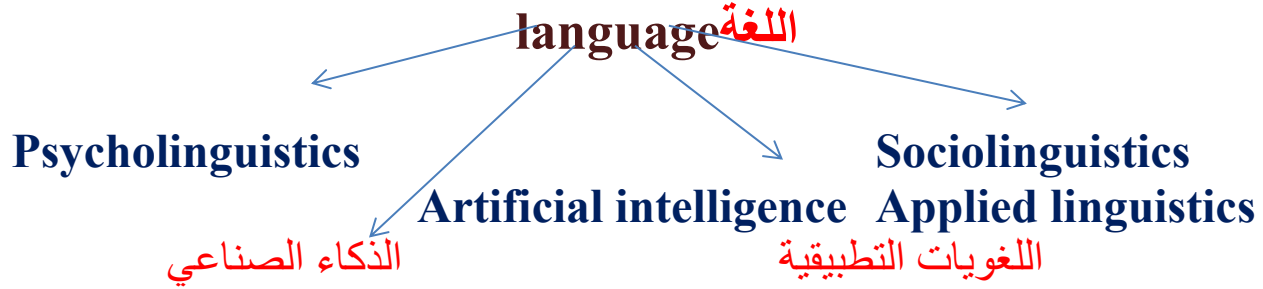 languageاللغة
Psycholinguistics Sociolinguistics
Artificial intelligence Applied linguistics
الذكاء الصناعي اللغويات التطبيقية